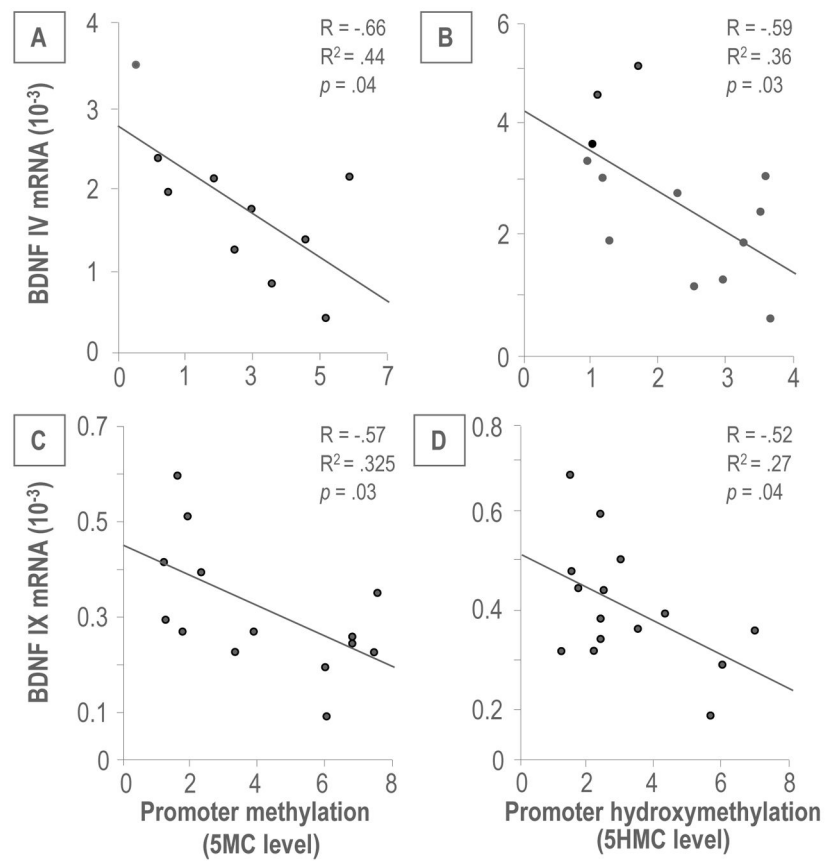 A
R = -.66
R² = .44
p = .04
BDNF IV mRNA (10⁻³)
4
3
2
1
0
0 1 3 5 7
B
R = -.59
R² = .36
p = .03
6
4
2
0
0 1 2 3 4
C
R = -.57
R² = .325
p = .03
BDNF IX mRNA (10⁻³)
0.7
0.5
0.3
0.1
0
0 2 4 6 8
Promoter methylation
(5MC level)
D
R = -.52
R² = .27
p = .04
0.8
0.6
0.4
0.2
0
0 2 4 6 8
Promoter hydroxymethylation
(5HMC level)